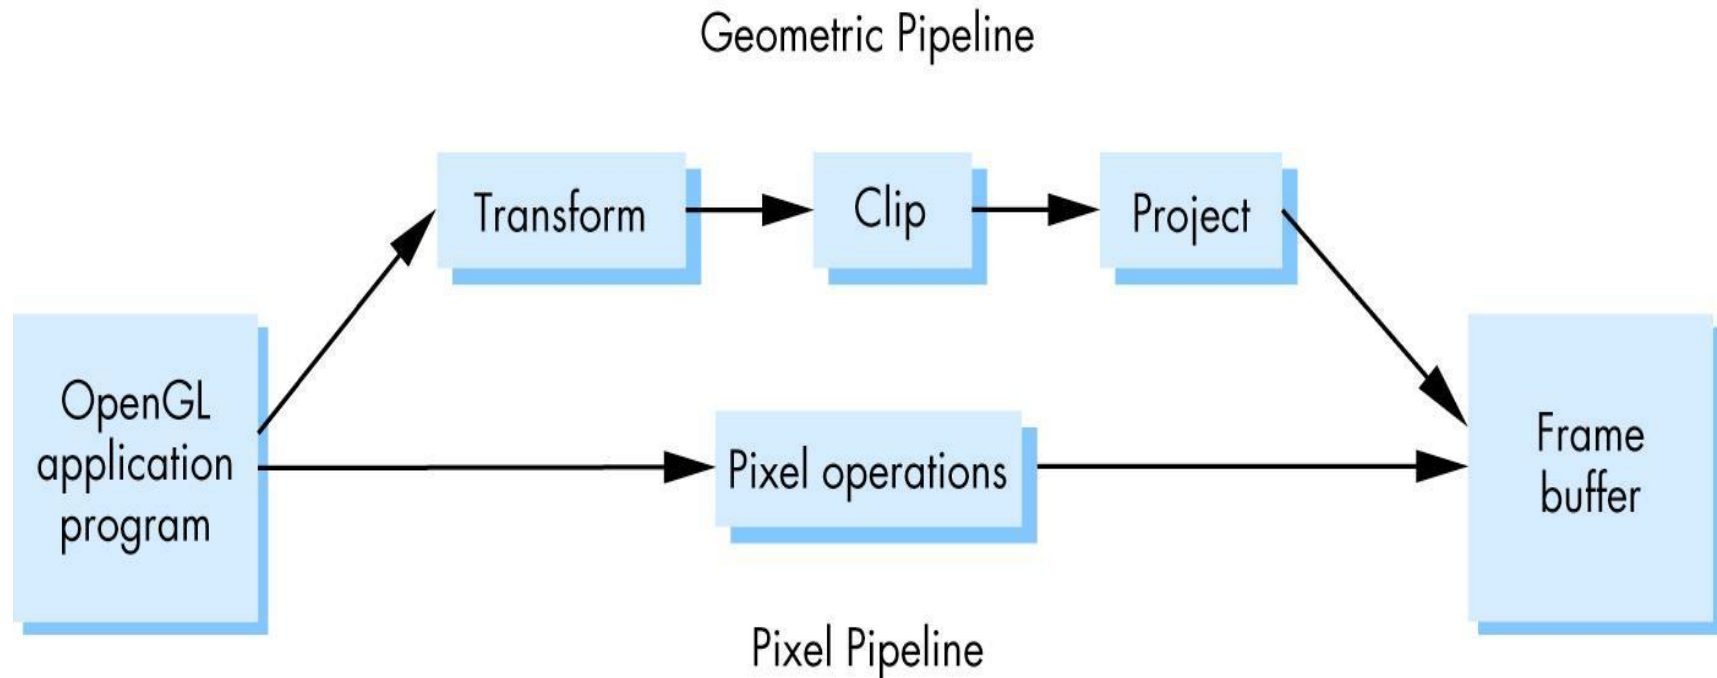 Geometric Pipeline
Transform
Clip
Project
OpenGL
application
program
Pixel operations
Frame
buffer
Pixel Pipeline